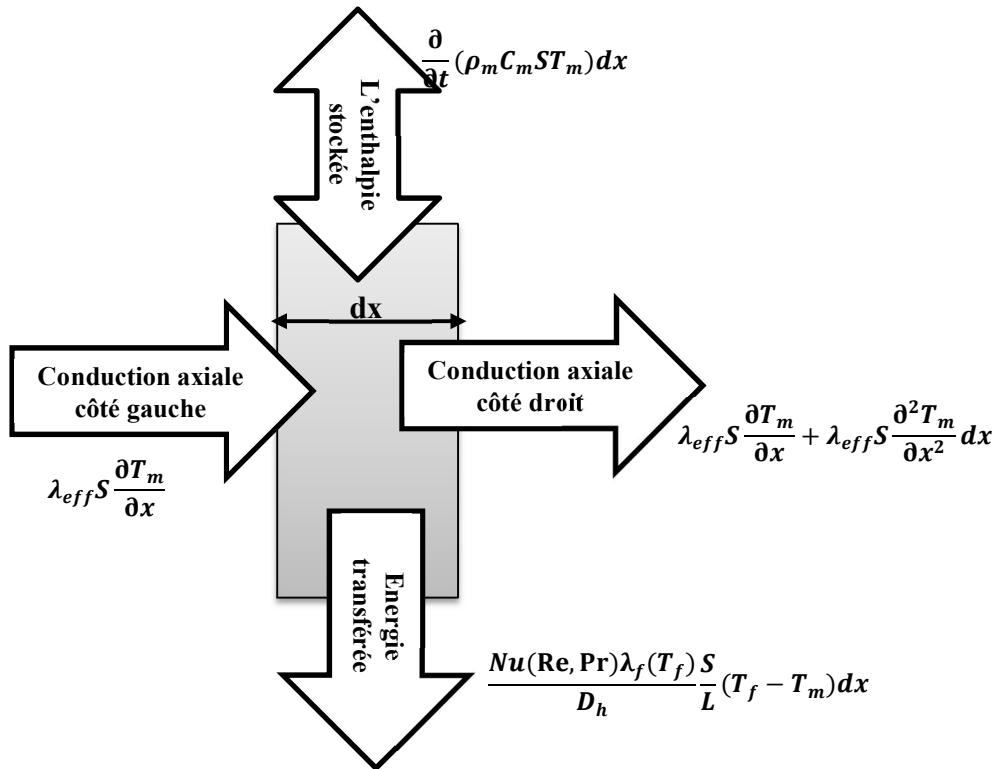 ∂/∂t (ρ_m C_m S T_m) dx
L'enthalpie
stockée
dx
Conduction axiale
côté gauche
Conduction axiale
côté droit
λ_eff S ∂T_m/∂x
λ_eff S ∂T_m/∂x + λ_eff S ∂²T_m/∂x² dx
Energie
transférée
Nu(Re, Pr)λ_f(T_f)/D_h S/L (T_f − T_m)dx